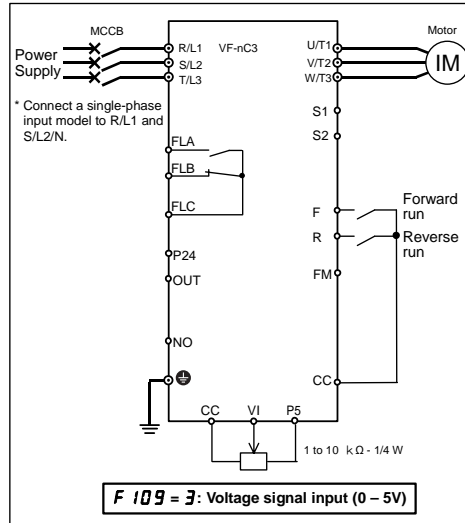 MCCB
Power Supply
R/L1
S/L2
T/L3
VF-nC3
U/T1
V/T2
W/T3
Motor
IM
* Connect a single-phase
input model to R/L1 and
S/L2/N.
S1
S2
FLA
FLB
FLC
F
R
Forward run
Reverse run
P24
OUT
FM
NO
CC
CC
VI
P5
1 to 10 k Ω - 1/4 W
F 109 = 3: Voltage signal input (0 – 5V)